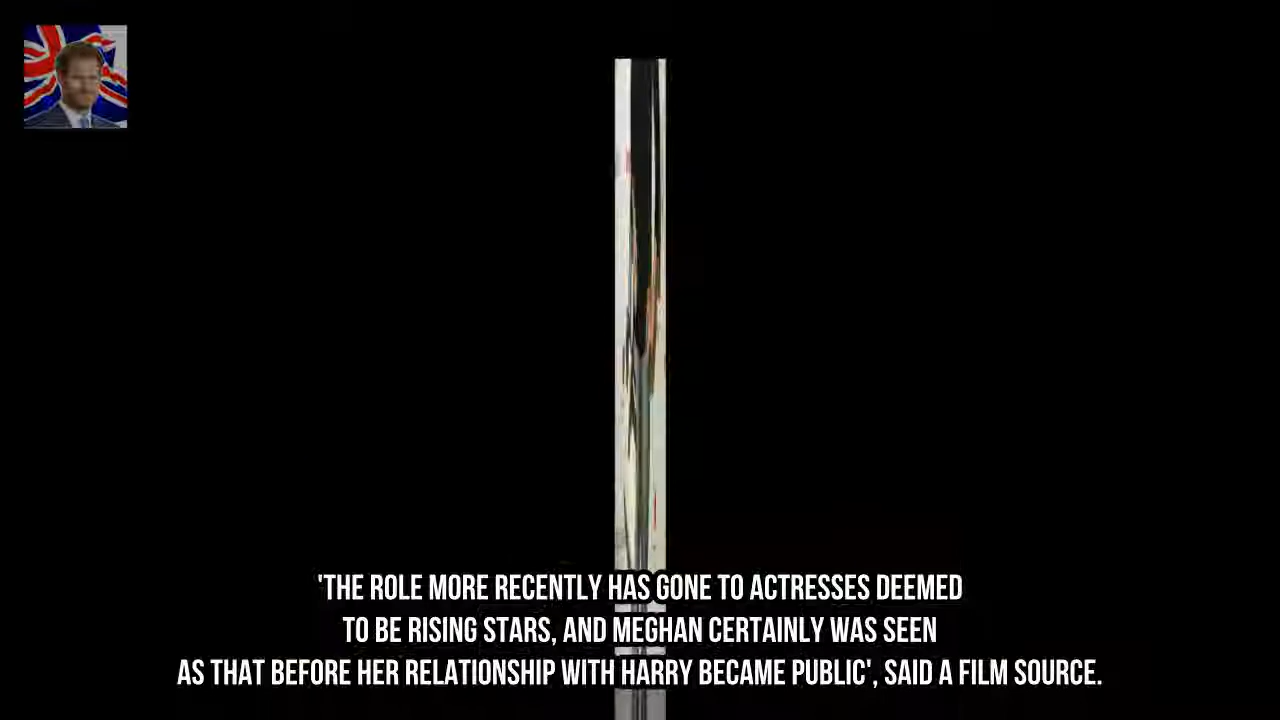 'THE ROLE MORE RECENTLY HAS GONE TO ACTRESSES DEEMED
TO BE RISING STARS, AND MEGHAN CERTAINLY WAS SEEN
AS THAT BEFORE HER RELATIONSHIP WITH HARRY BECAME PUBLIC', SAID A FILM SOURCE.